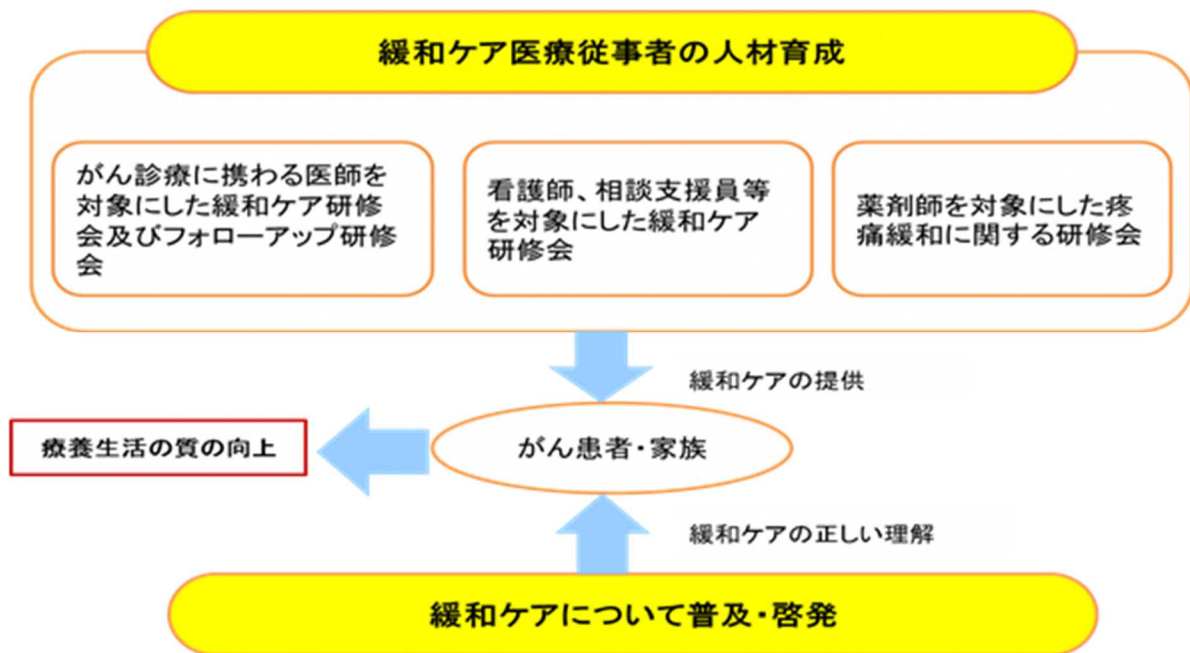 緩和ケア医療従事者の人材育成
がん診療に携わる医師を
対象にした緩和ケア研修
会及びフォローアップ研修
会
看護師、相談支援員等
を対象にした緩和ケア
研修会
薬剤師を対象にした疼
痛緩和に関する研修会
緩和ケアの提供
療養生活の質の向上
がん患者・家族
緩和ケアの正しい理解
緩和ケアについて普及・啓発